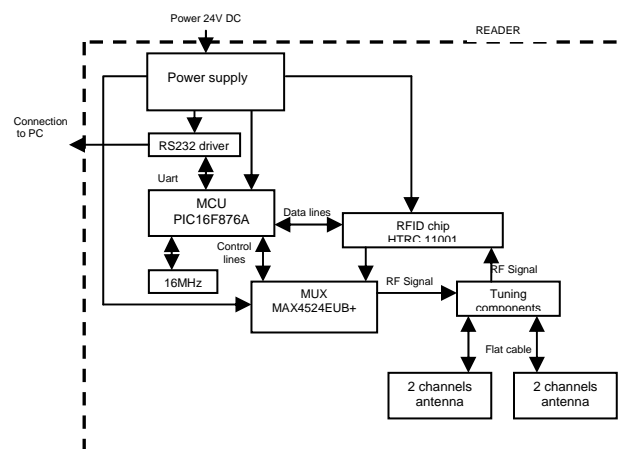 Power 24V DC
READER
Power supply
Connection
to PC
RS232 driver
Uart
MCU
PIC16F876A
Data lines
RFID chip
HTRC 11001
Control
lines
16MHz
RF Signal
MUX
MAX4524EUB+
RF Signal
Tuning
components
Flat cable
2 channels
antenna
2 channels
antenna